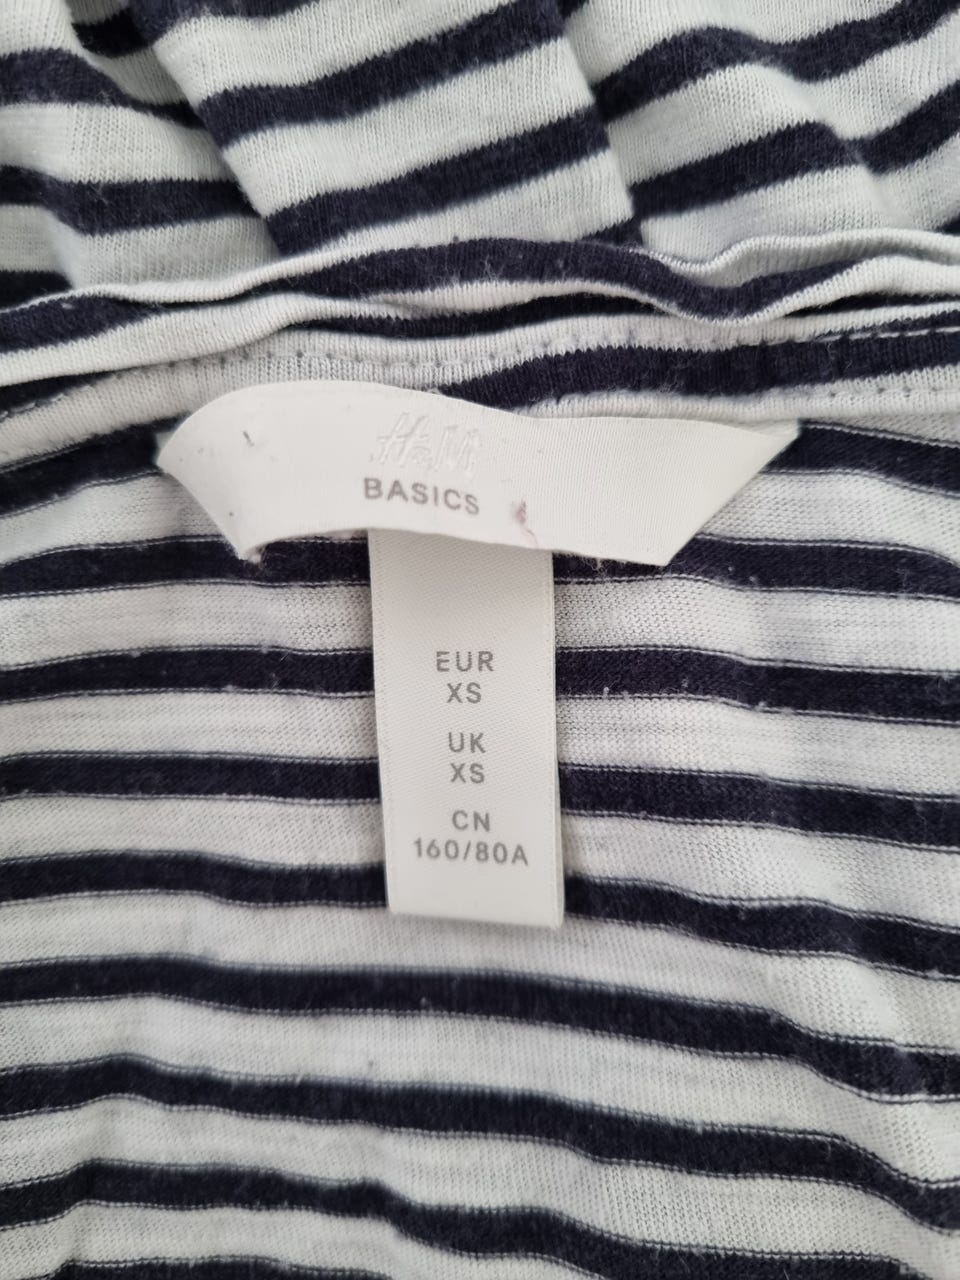 H&M
BASICS
EUR
XS
UK
XS
CN
160/80A